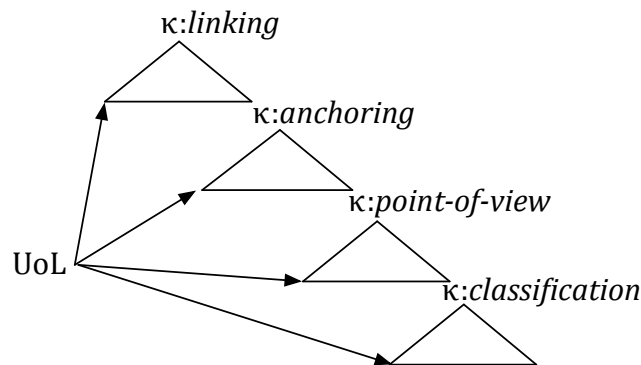 κ:linking
κ:anchoring
κ:point-of-view
UoL
κ:classification